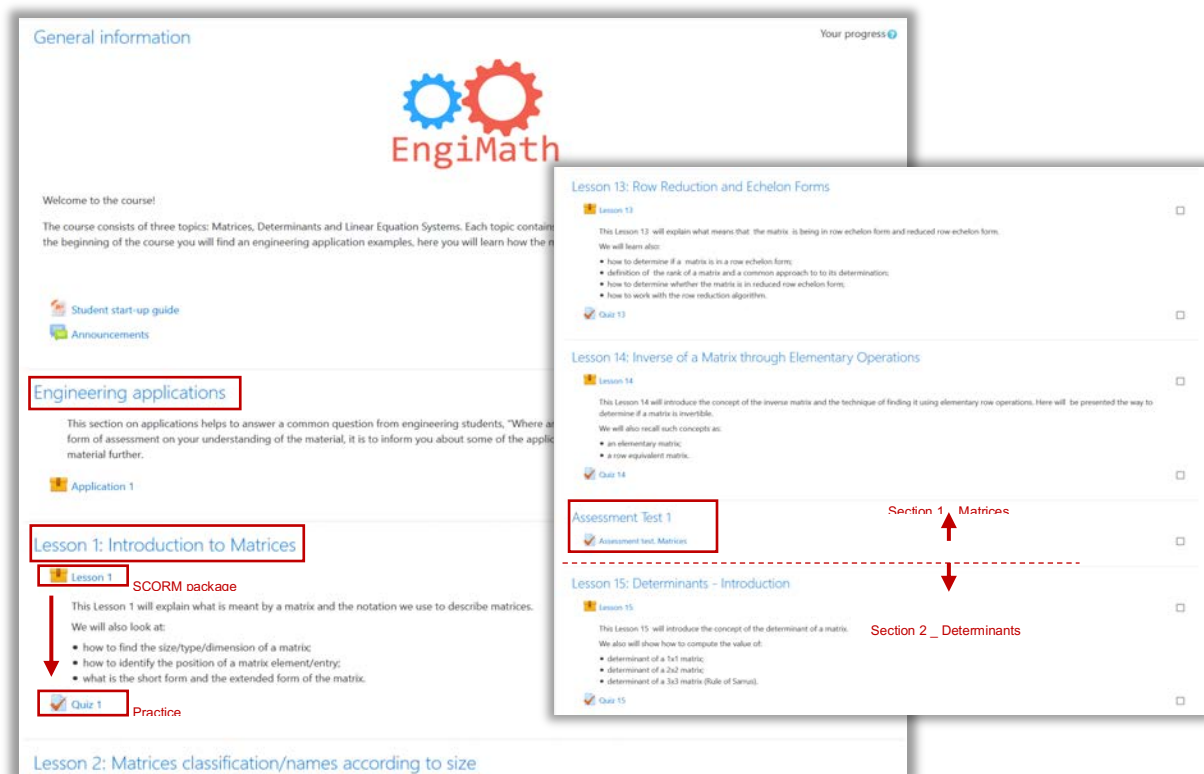 General information
Your progress
EngiMath
Welcome to the course!
The course consists of three topics: Matrices, Determinants and Linear Equation Systems. Each topic contain
the beginning of the course you will find an engineering application examples, here you will learn how the
Student start-up guide
Announcements
Engineering applications
This section on applications helps to answer a common question from engineering students, "Where
form of assessment on your understanding of the material, it is to inform you about some of the applic
material further.
Application 1
Lesson 1: Introduction to Matrices
Lesson 1
SCORM package
This Lesson 1 will explain what is meant by a matrix and the notation we use to describe matrices.
We will also look at:
• how to find the size/type/dimension of a matrix;
• how to identify the position of a matrix element/entry;
• what is the short form and the extended form of the matrix.
Quiz 1
Practice
Lesson 2: Matrices classification/names according to size
Lesson 13: Row Reduction and Echelon Forms
Lesson 13
This Lesson 13 will explain what means that the matrix is being in row echelon form and reduced row echelon form.
We will learn also:
• how to determine if a matrix is in a row echelon form;
• definition of the rank of a matrix and a common approach to to its determination;
• how to determine whether the matrix is in reduced row echelon form;
• how to work with the row reduction algorithm.
Quiz 13
Lesson 14: Inverse of a Matrix through Elementary Operations
Lesson 14
This Lesson 14 will introduce the concept of the inverse matrix and the technique of finding it using elementary row operations. Here will be presented the way to
determine if a matrix is invertible.
We will also recall such concepts as:
• an elementary matrix;
• a row equivalent matrix.
Quiz 14
Assessment Test 1
Section 1 _ Matrices
Assessment test. Matrices
Lesson 15: Determinants - Introduction
Lesson 15
This Lesson 15 will introduce the concept of the determinant of a matrix.
Section 2 _ Determinants
We also will show how to compute the value of:
• determinant of a 1x1 matrix;
• determinant of a 2x2 matrix;
• determinant of a 3x3 matrix (Rule of Sarrus).
Quiz 15